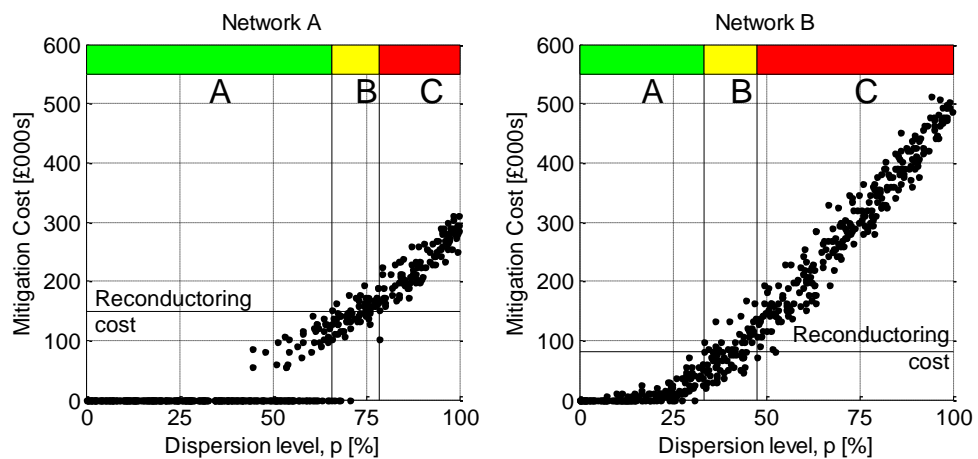 Network A
600
500
400
300
200
100
0
Mitigation Cost [£000s]
A
B
C
Reconductoring
cost
0
25
50
75
100
Dispersion level, p [%]
Network B
600
500
400
300
200
100
0
Mitigation Cost [£000s]
A
B
C
Reconductoring
cost
0
25
50
75
100
Dispersion level, p [%]